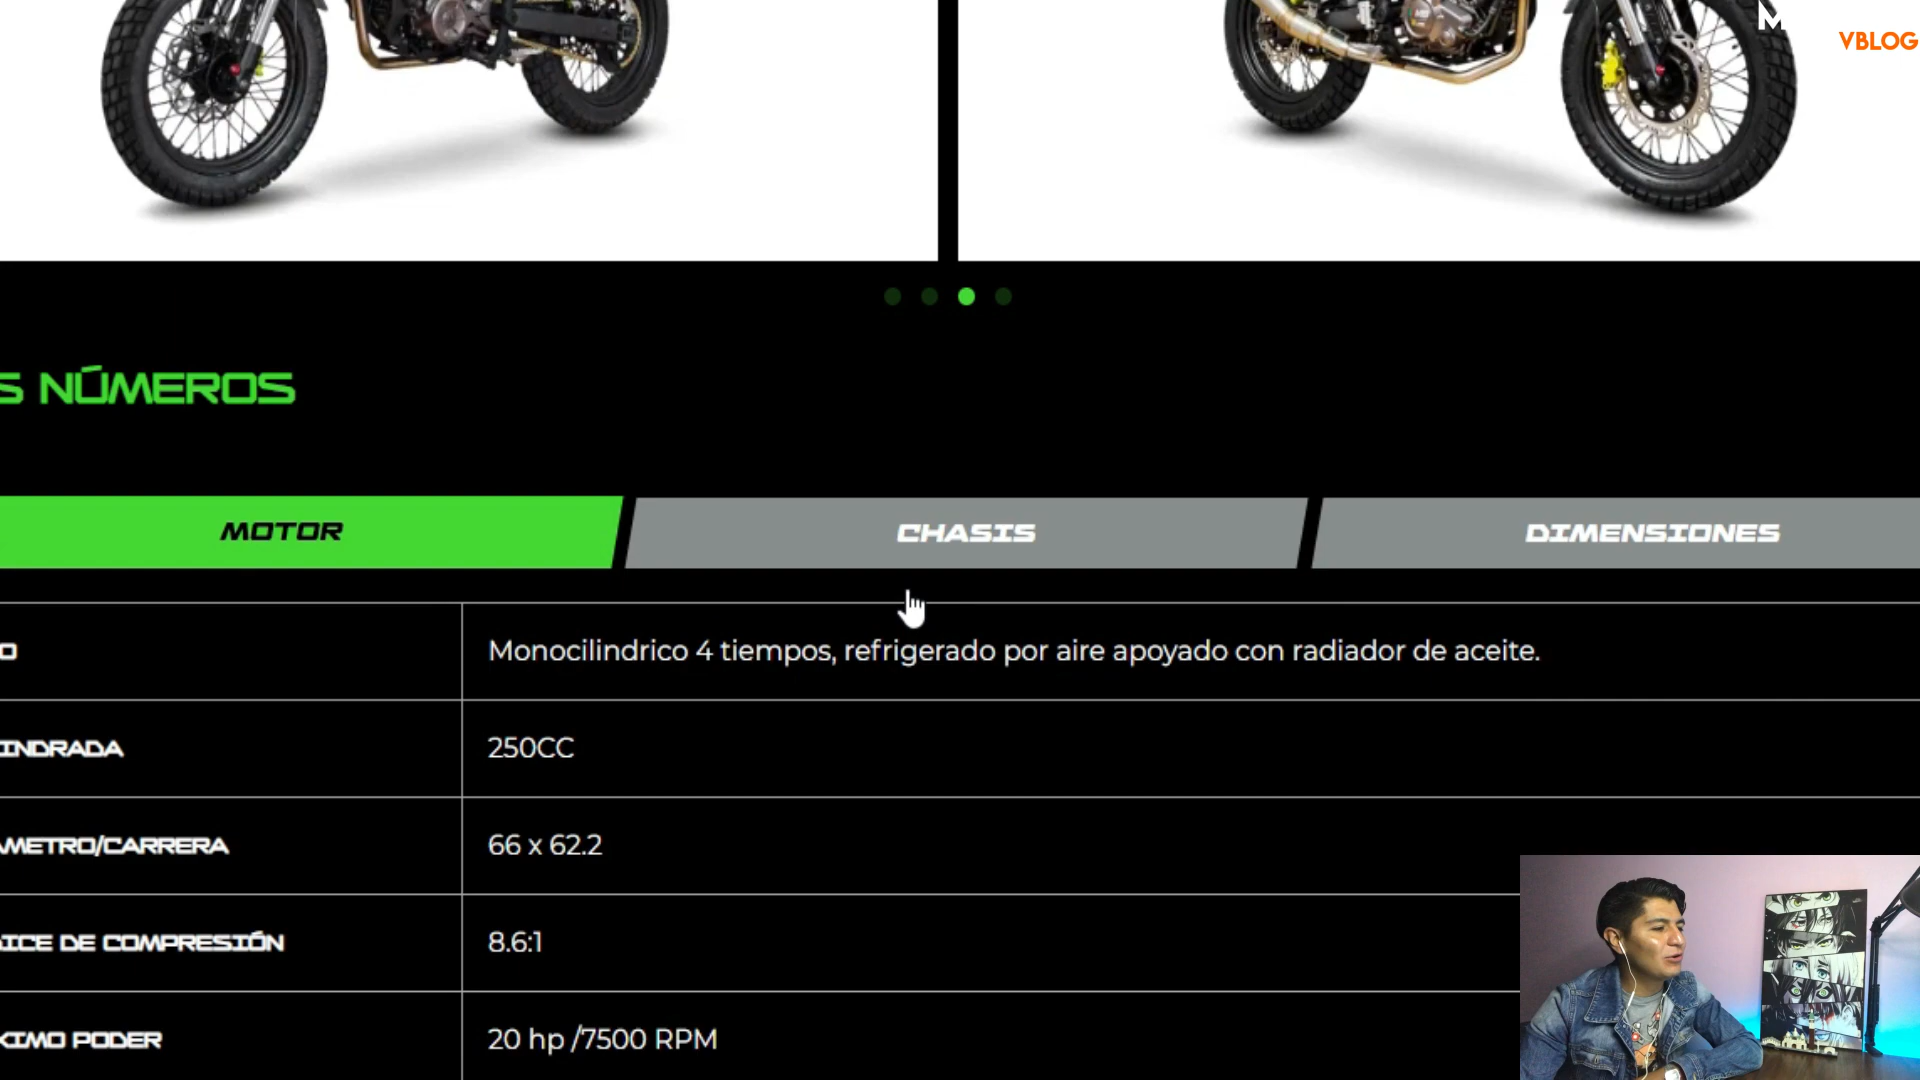 M
VBLOG
S NÚMEROS
MOTOR
CHASIS
DIMENSIONES
O
Monocilindrico 4 tiempos, refrigerado por aire apoyado con radiador de aceite.
INDRADA
250CC
METRO/CARRERA
66 x 62.2
ICE DE COMPRESIÓN
8.6:1
XIMO PODER
20 hp /7500 RPM